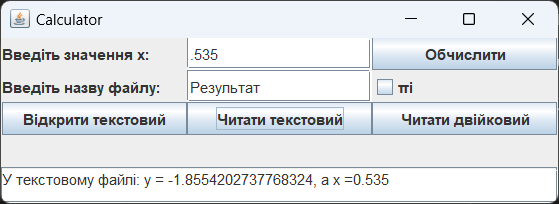 Calculator
Введіть значення x: .535 Обчислити
Введіть назву файлу: Результат πi
Відкрити текстовий Читати текстовий Читати двійковий
У текстовому файлі: y = -1.8554202737768324, а x =0.535